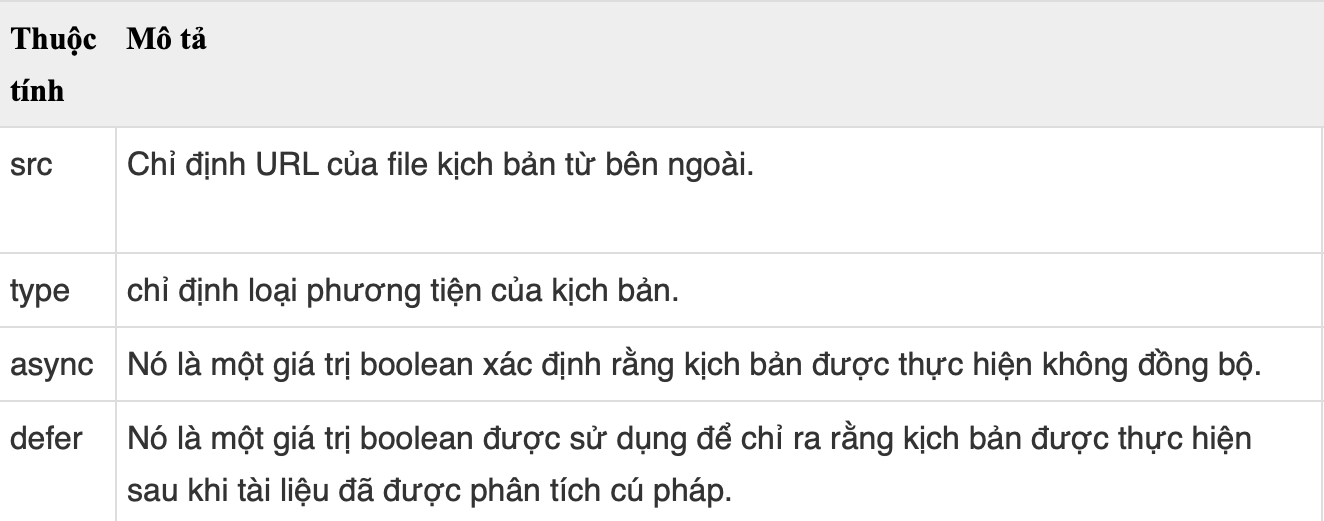 Thuộc tính
Mô tả
src
Chỉ định URL của file kịch bản từ bên ngoài.
type
chỉ định loại phương tiện của kịch bản.
async
Nó là một giá trị boolean xác định rằng kịch bản được thực hiện không đồng bộ.
defer
Nó là một giá trị boolean được sử dụng để chỉ ra rằng kịch bản được thực hiện
sau khi tài liệu đã được phân tích cú pháp.